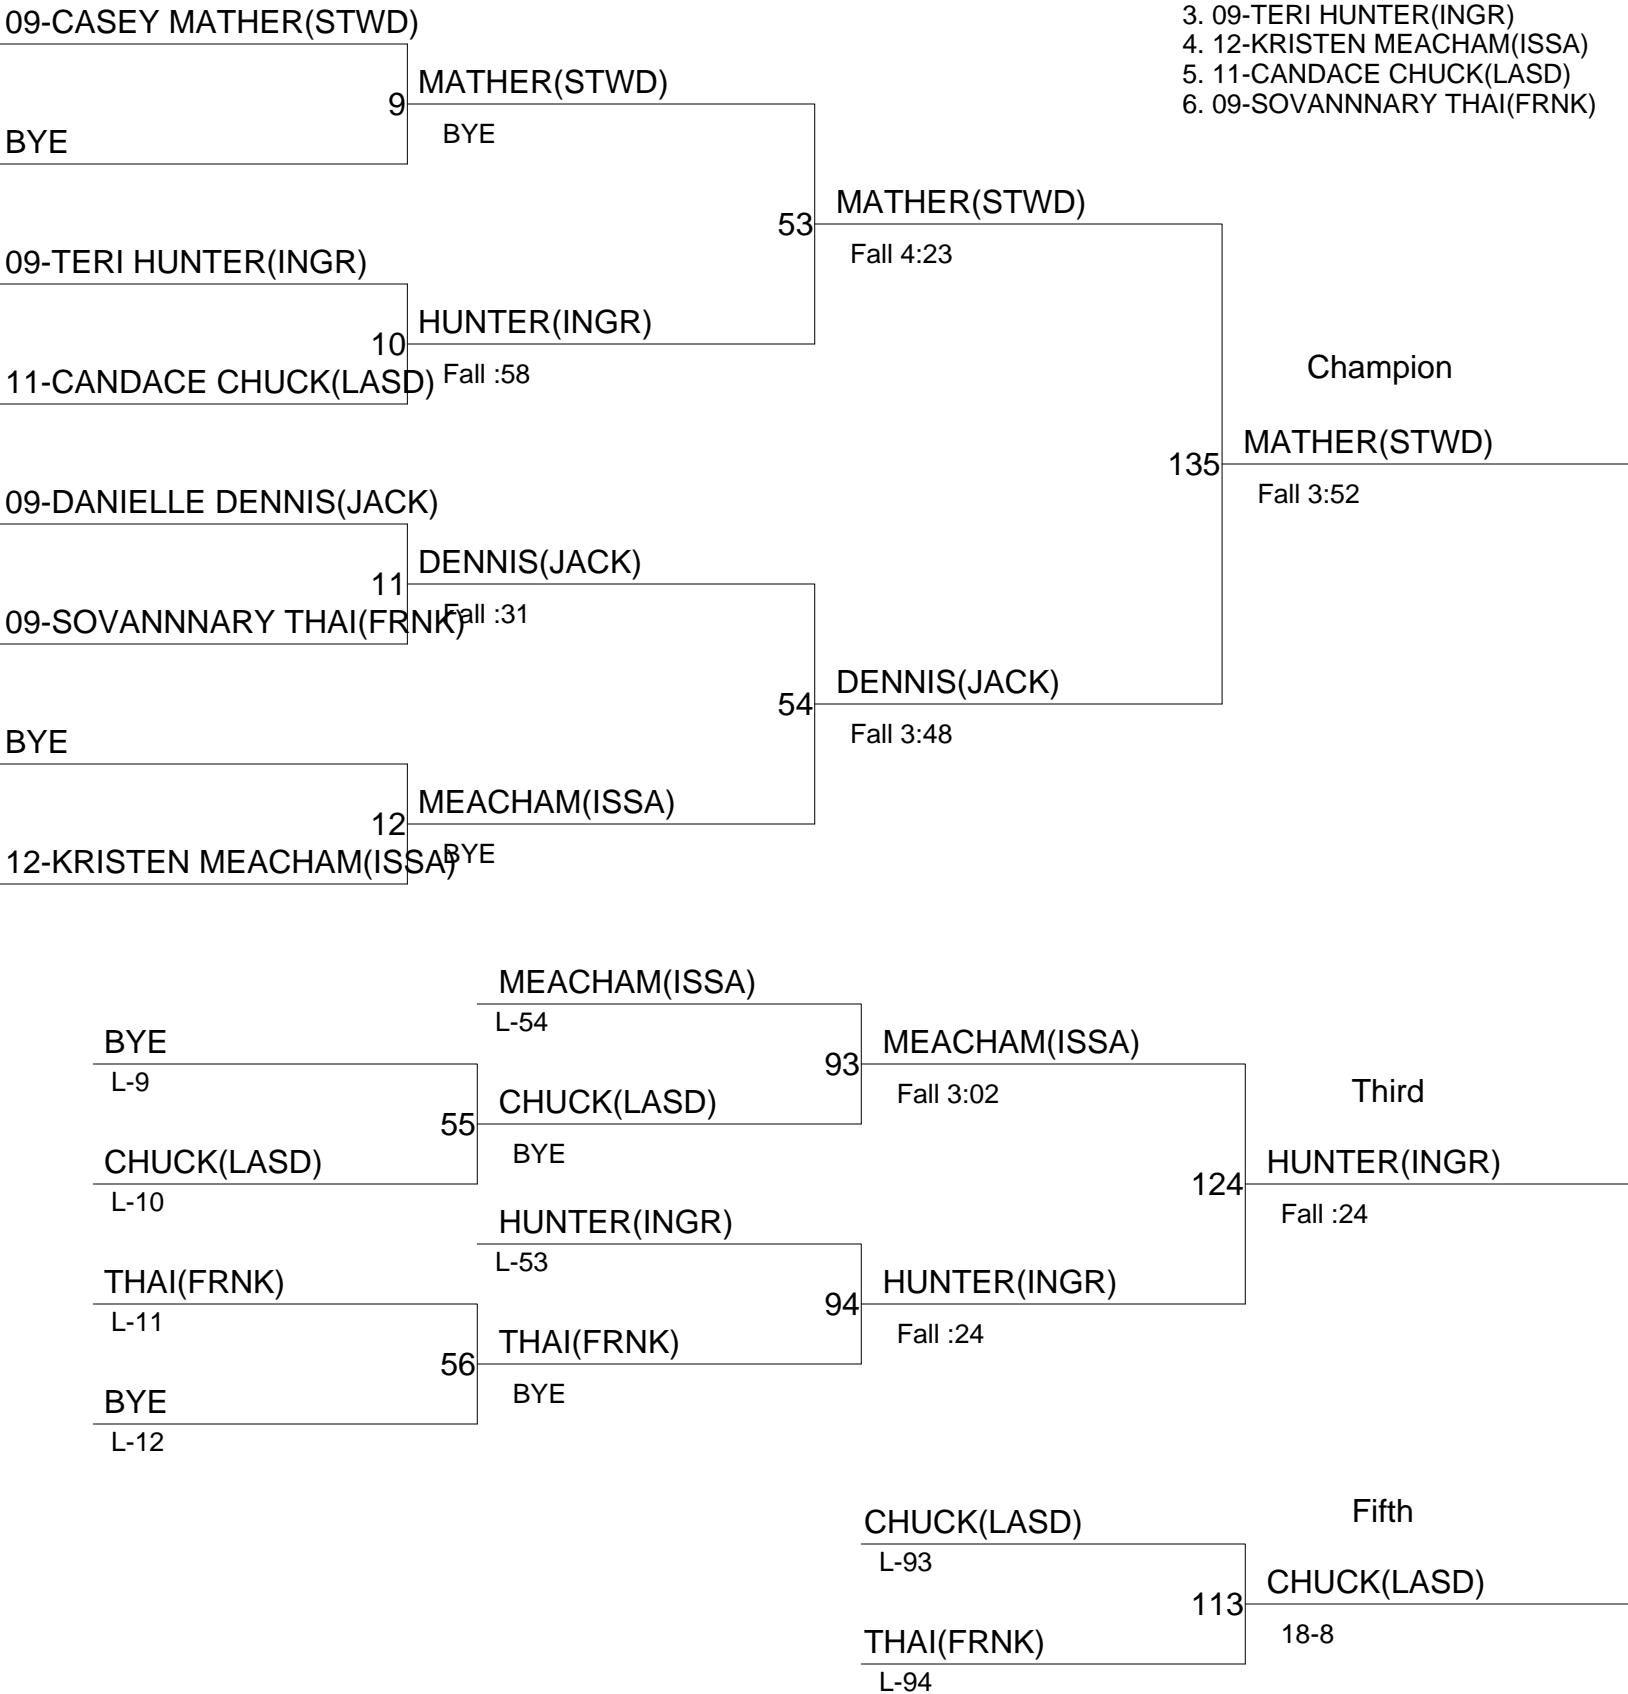 09-CASEY MATHER(STWD)
3. 09-TERI HUNTER(INGR)
4. 12-KRISTEN MEACHAM(ISSA)
5. 11-CANDACE CHUCK(LASD)
6. 09-SOVANNNARY THAI(FRNK)
MATHER(STWD)
9
BYE
BYE
MATHER(STWD)
53
Fall 4:23
09-TERI HUNTER(INGR)
HUNTER(INGR)
10
Fall :58
11-CANDACE CHUCK(LASD)
Champion
MATHER(STWD)
135
Fall 3:52
09-DANIELLE DENNIS(JACK)
DENNIS(JACK)
11
Fall :31
09-SOVANNNARY THAI(FRNK)
DENNIS(JACK)
54
Fall 3:48
BYE
MEACHAM(ISSA)
12
BYE
12-KRISTEN MEACHAM(ISSA)
MEACHAM(ISSA)
L-54
BYE
L-9
MEACHAM(ISSA)
93
Fall 3:02
CHUCK(LASD)
55
BYE
Third
CHUCK(LASD)
L-10
HUNTER(INGR)
124
Fall :24
HUNTER(INGR)
L-53
THAI(FRNK)
L-11
HUNTER(INGR)
94
Fall :24
THAI(FRNK)
56
BYE
BYE
L-12
Fifth
CHUCK(LASD)
L-93
CHUCK(LASD)
113
18-8
THAI(FRNK)
L-94